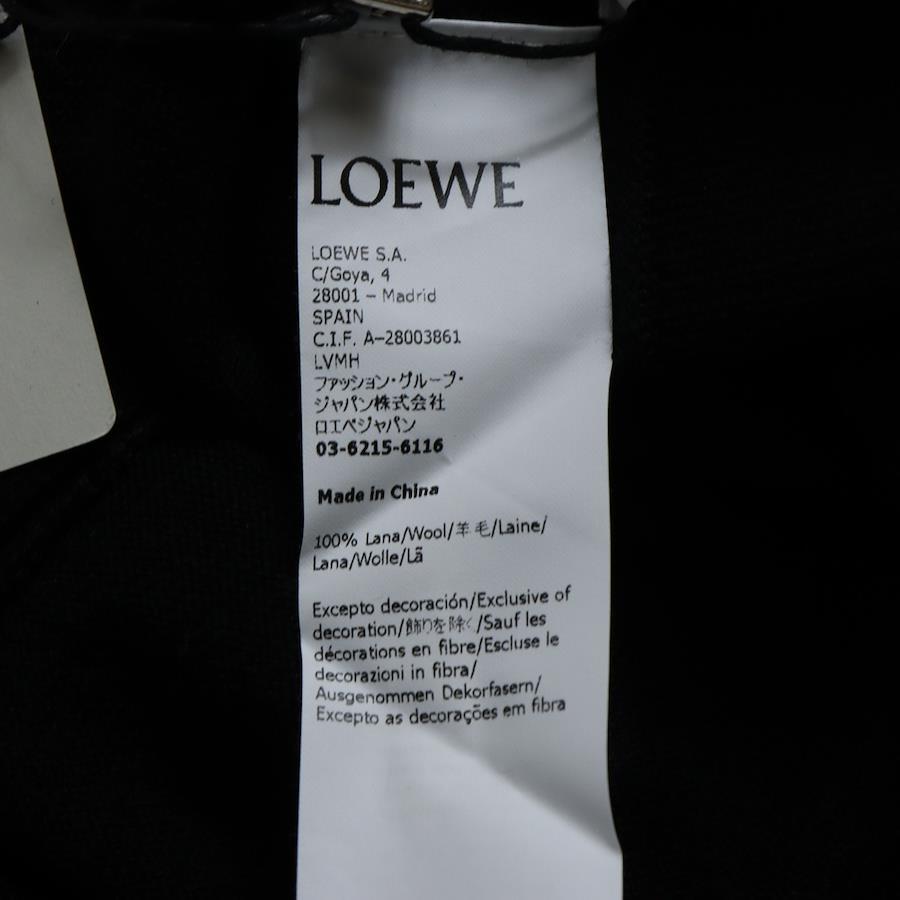 LOEWE
LOEWE S.A.
C/Goya, 4
28001 – Madrid
SPAIN
C.I.F. A-28003861
LVMH
ファッション・グループ・
ジャパン株式会社
ロエベジャパン
03-6215-6116
Made in China
100% Lana/Wool/羊毛/Laine/
Lana/Wolle/Lã
Excepto decoración/Exclusive of
decoration/飾りを除く/Sauf les
décorations en fibre/Escluse le
decorazioni in fibra/
Ausgenommen Dekorfasern/
Excepto as decorações em fibra